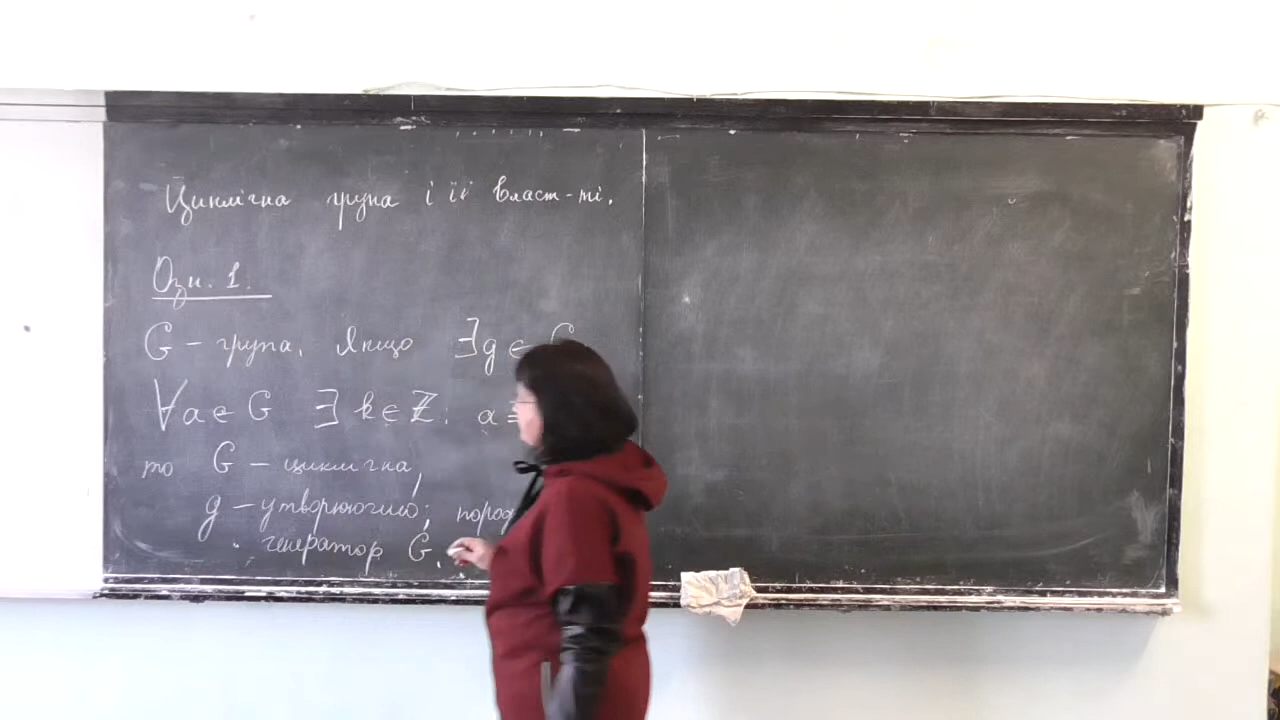 Циклічна група і її власт-ті.
Озн. 1.
G – група. Якщо ∃g ∈ G
∀a ∈ G ∃ k ∈ ℤ: a =
то G – циклічна,
g – утворюючий; пород
генератор G.